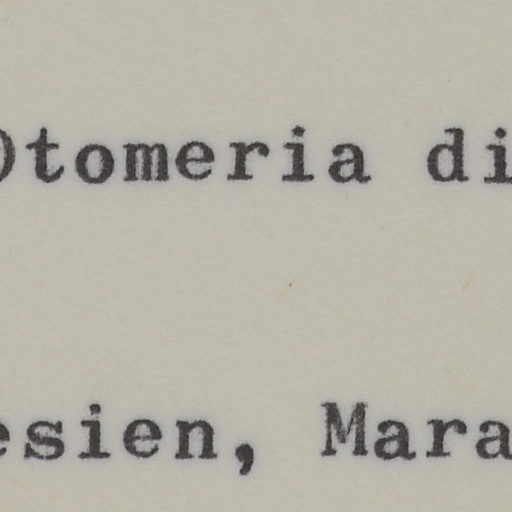 Otomeria di
esien, Mara